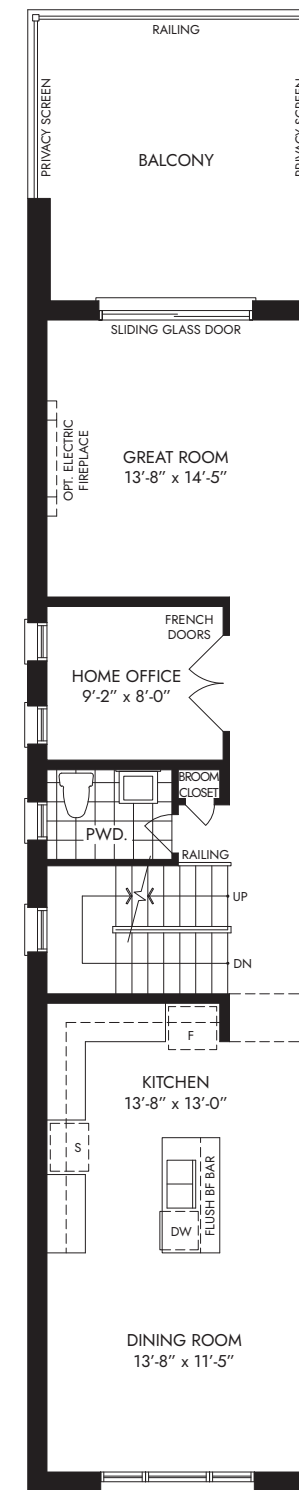 RAILING
PRIVACY SCREEN
PRIVACY SCREEN
BALCONY
SLIDING GLASS DOOR
GREAT ROOM
13'-8" x 14'-5"
OPT. ELECTRIC
FIREPLACE
FRENCH
DOORS
HOME OFFICE
9'-2" x 8'-0"
BROOM
CLOSET
PWD.
RAILING
UP
DN
F
KITCHEN
13'-8" x 13'-0"
S
FLUSH BF BAR
DW
DINING ROOM
13'-8" x 11'-5"